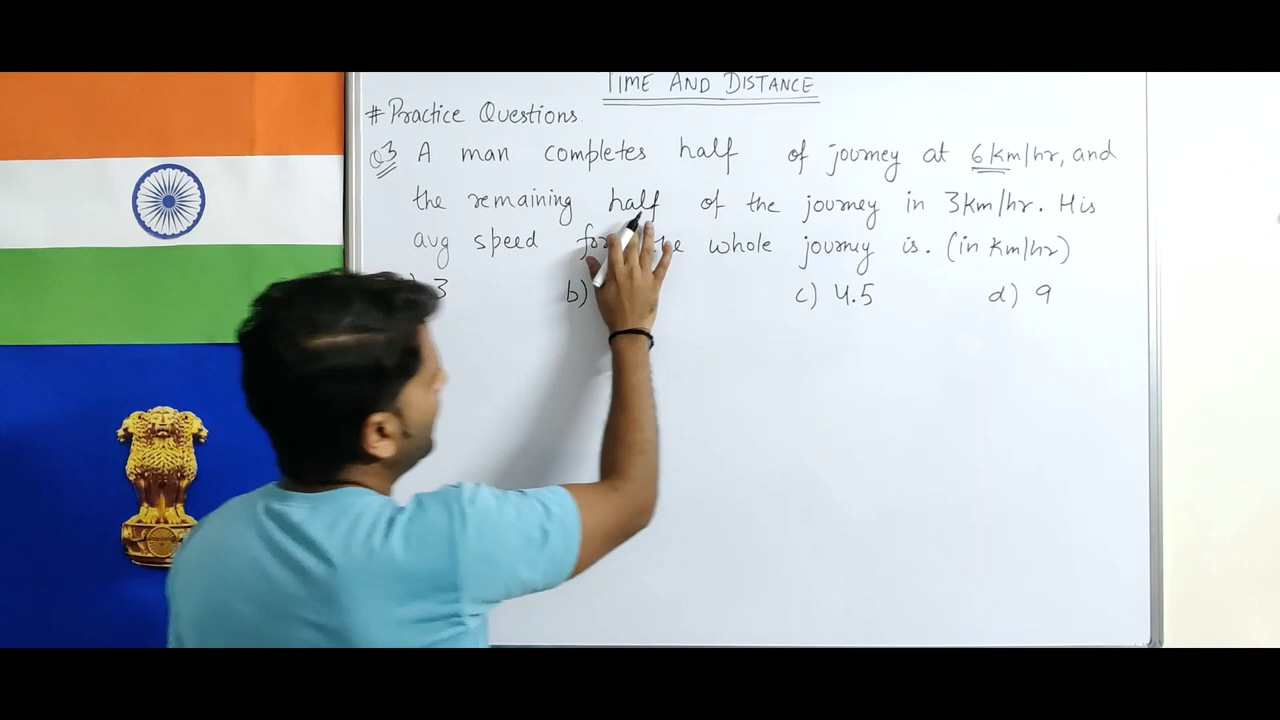 TIME AND DISTANCE
# Practice Questions.
Q3 A man completes half of journey at 6 km/hr, and
the remaining half of the journey in 3km/hr. His
avg speed for the whole journey is. (in Km/hr)
3 b) c) 4.5 d) 9